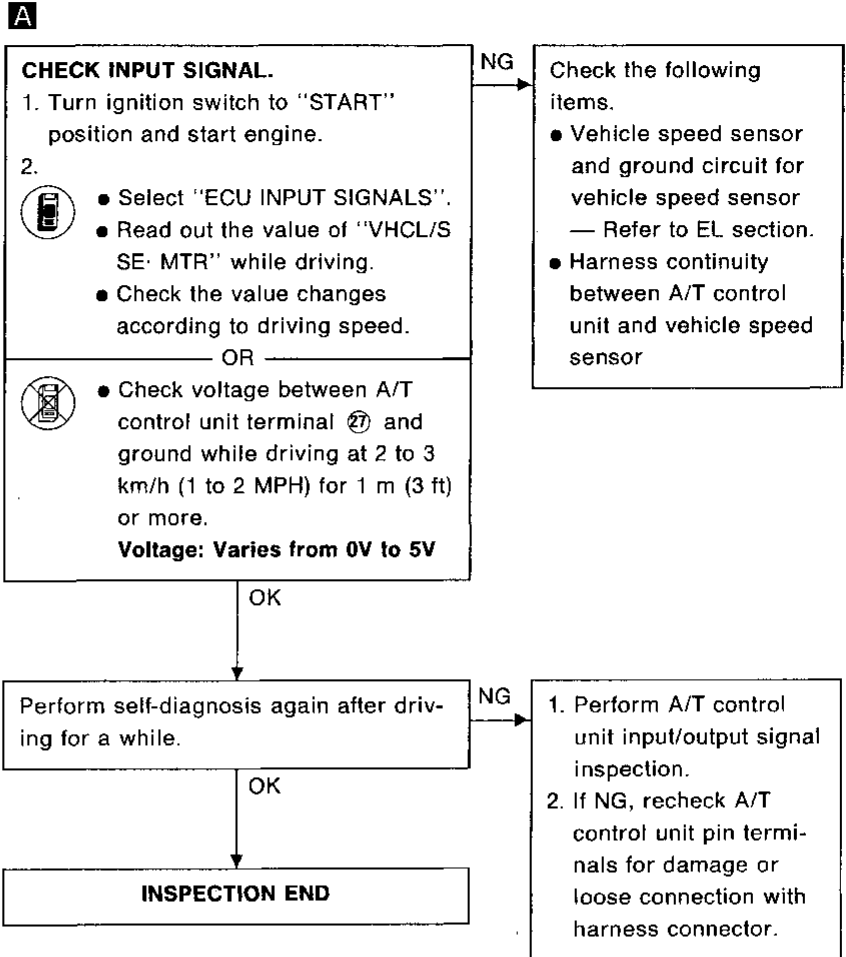 A
CHECK INPUT SIGNAL.
1. Turn ignition switch to "START"
position and start engine.
2.
● Select "ECU INPUT SIGNALS".
● Read out the value of "VHCL/S
SE· MTR" while driving.
● Check the value changes
according to driving speed.
OR
● Check voltage between A/T
control unit terminal ㉗ and
ground while driving at 2 to 3
km/h (1 to 2 MPH) for 1 m (3 ft)
or more.
Voltage: Varies from 0V to 5V
NG
Check the following
items.
● Vehicle speed sensor
and ground circuit for
vehicle speed sensor
— Refer to EL section.
● Harness continuity
between A/T control
unit and vehicle speed
sensor
OK
Perform self-diagnosis again after driv-
ing for a while.
NG
1. Perform A/T control
unit input/output signal
inspection.
2. If NG, recheck A/T
control unit pin termi-
nals for damage or
loose connection with
harness connector.
OK
INSPECTION END